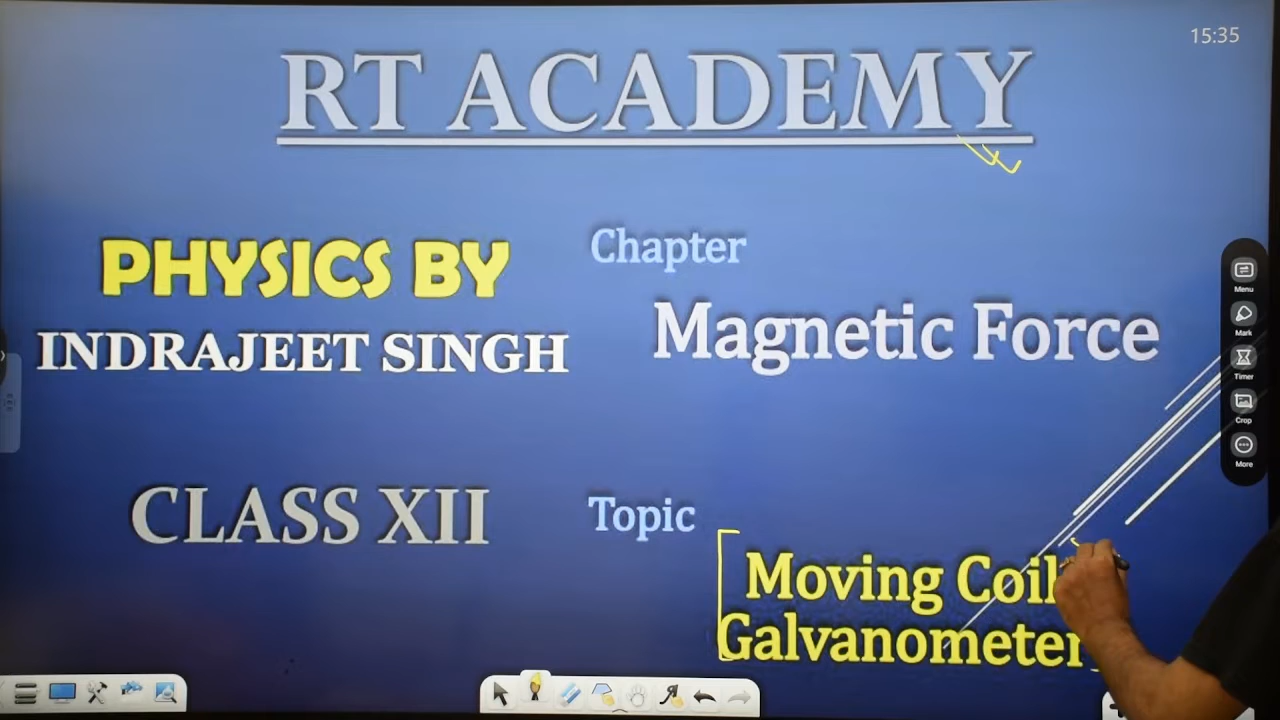 15:35
RT ACADEMY
PHYSICS BY
INDRAJEET SINGH
Chapter
Magnetic Force
CLASS XII
Topic
Moving Coil
Galvanometer
Menu
Mark
Timer
Crop
More